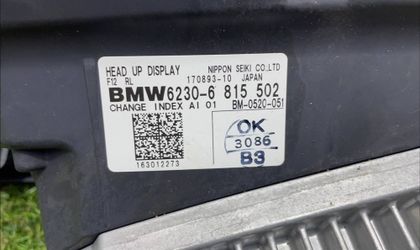 HEAD UP DISPLAY NIPPON SEIKI CO.,LTD
F12 RL 170893-10 JAPAN
BMW 6230-6 815 502
CHANGE INDEX AI 01 BM-0520-051
OK
3086
B3
163012273